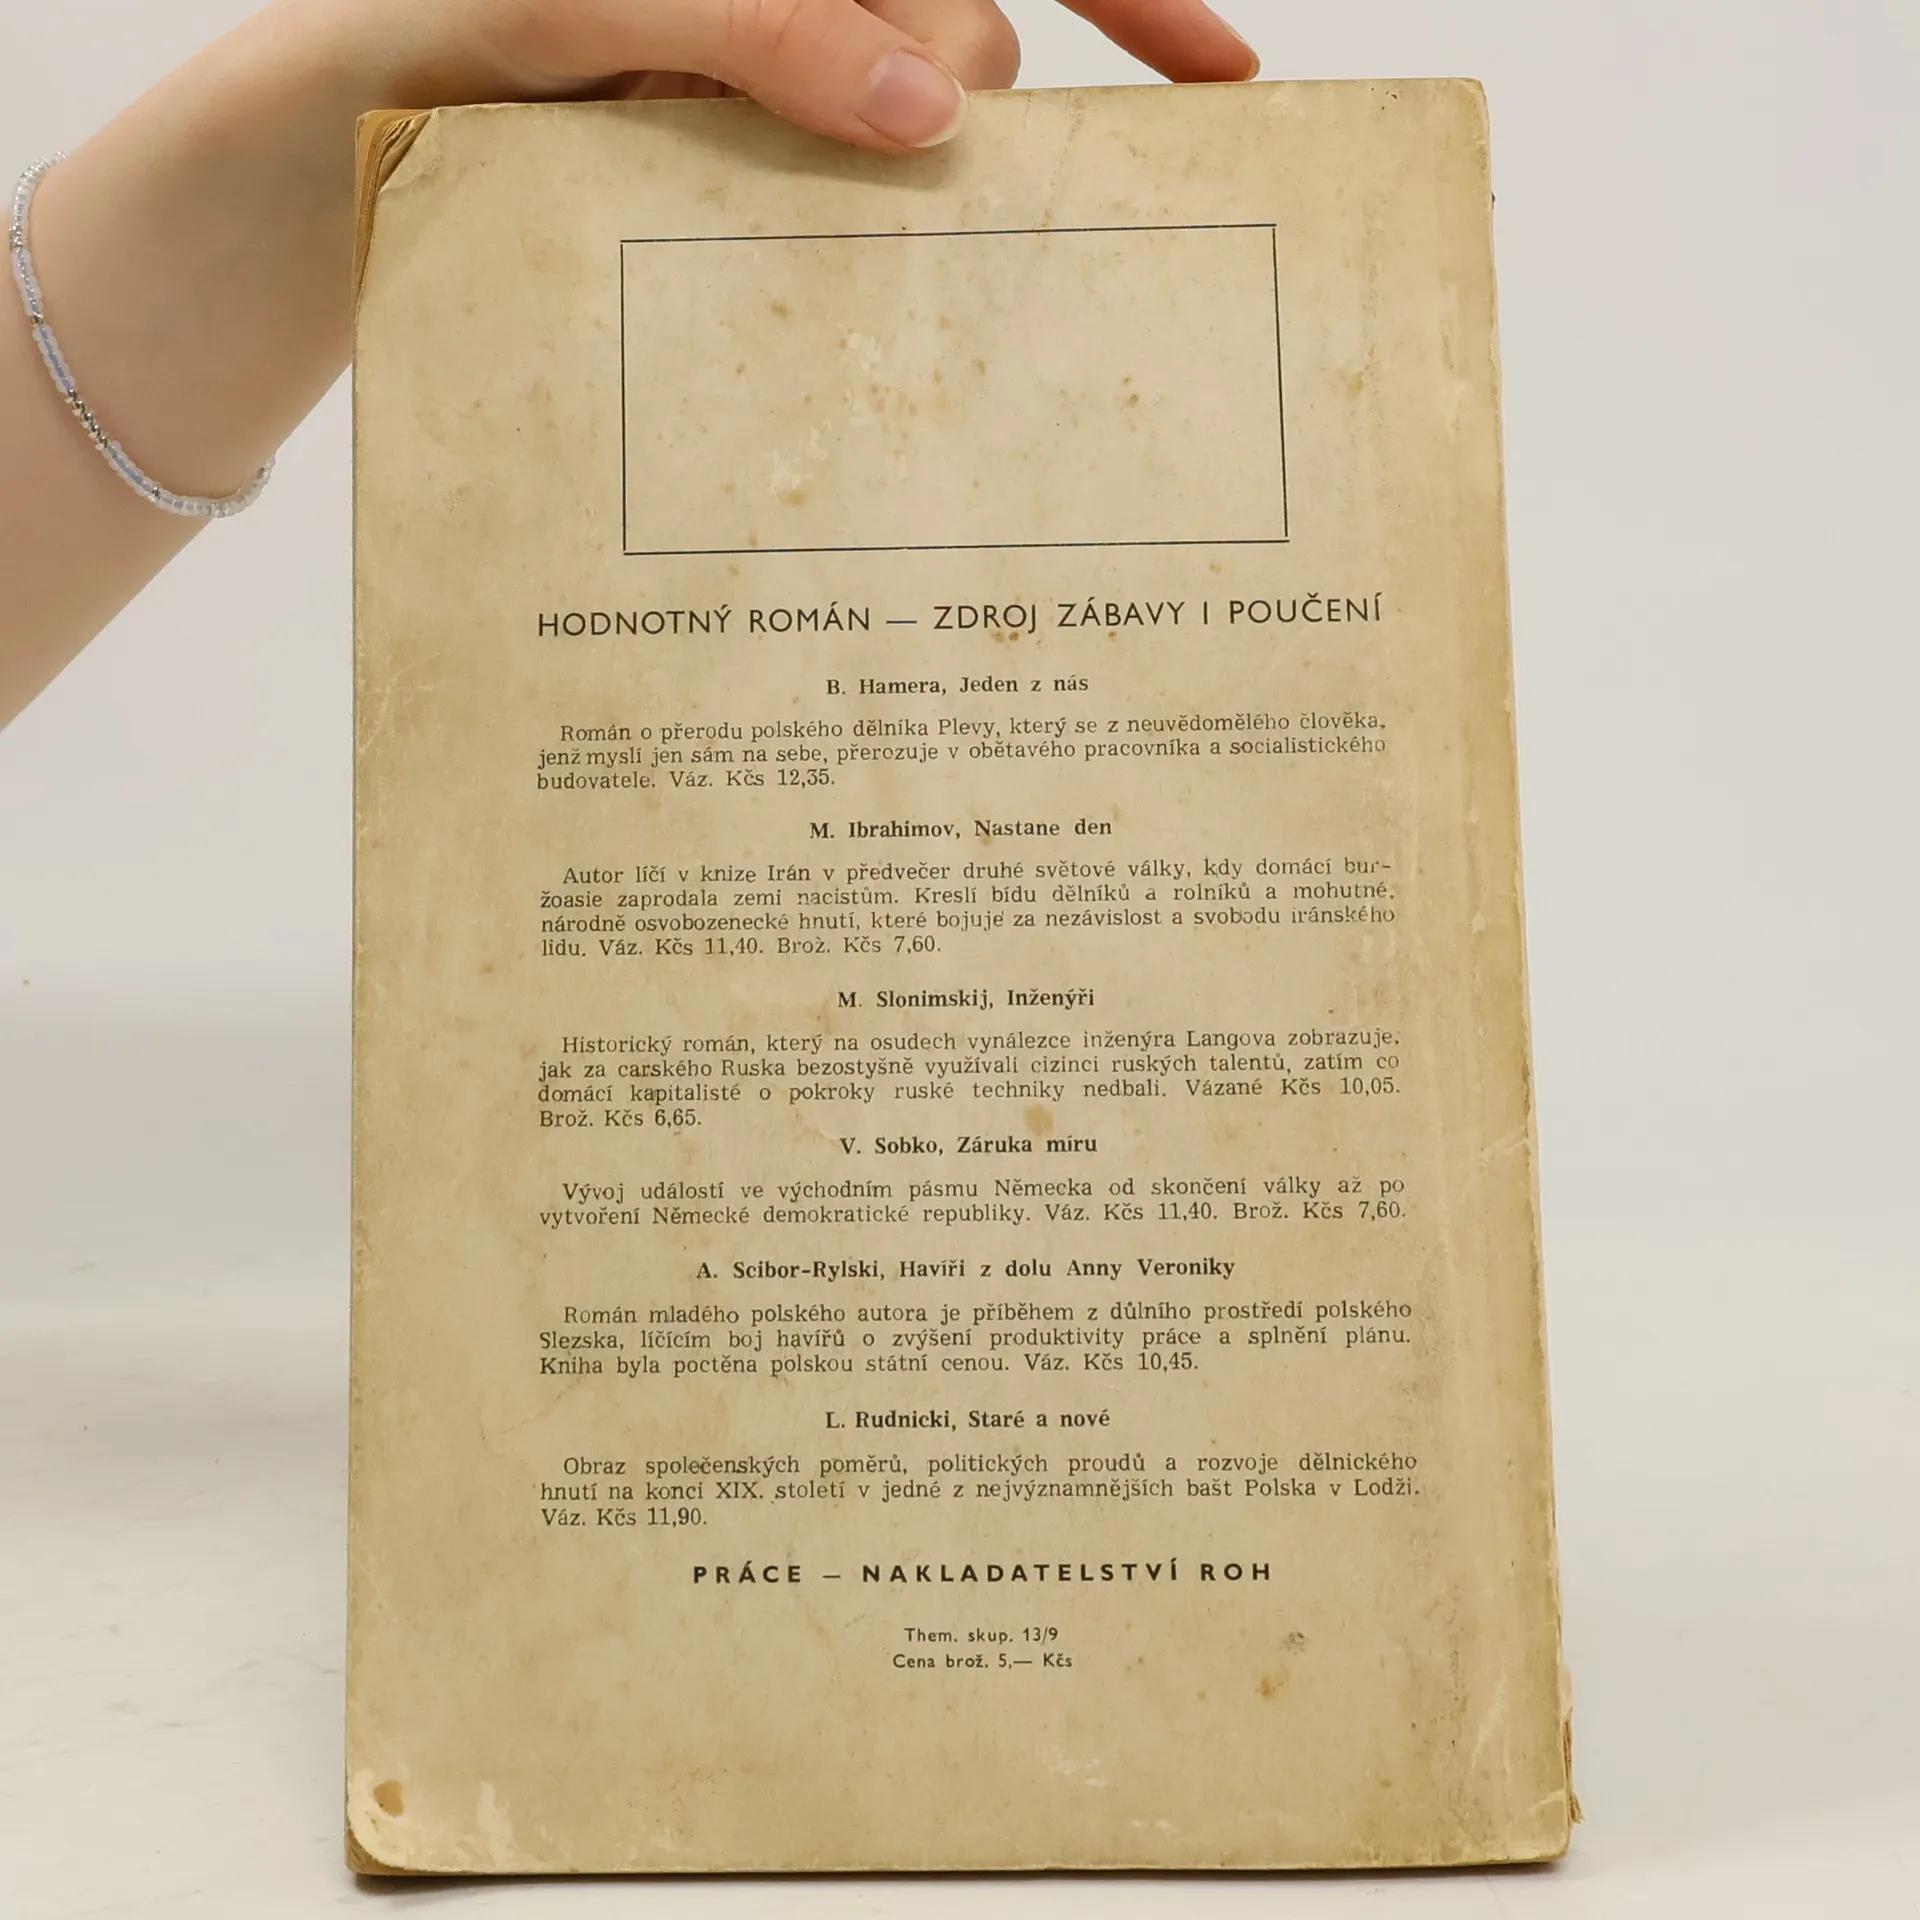 HODNOTNÝ ROMÁN — ZDROJ ZÁBAVY I POUČENÍ
B. Hamera, Jeden z nás
Román o přerodu polského dělníka Plevy, který se z neuvědomělého člověka,
jenž myslí jen sám na sebe, přerozuje v obětavého pracovníka a socialistického
budovatele. Váz. Kčs 12,35.
M. Ibrahimov, Nastane den
Autor líčí v knize Irán v předvečer druhé světové války, kdy domácí bur-
žoasie zaprodala zemi nacistům. Kreslí bídu dělníků a rolníků a mohutné,
národně osvobozenecké hnutí, které bojuje za nezávislost a svobodu iránského
lidu. Váz. Kčs 11,40. Brož. Kčs 7,60.
M. Slonimskij, Inženýři
Historický román, který na osudech vynálezce inženýra Langova zobrazuje,
jak za carského Ruska bezostyšně využívali cizinci ruských talentů, zatím co
domácí kapitalisté o pokroky ruské techniky nedbali. Vázané Kčs 10,05.
Brož. Kčs 6,65.
V. Sobko, Záruka míru
Vývoj událostí ve východním pásmu Německa od skončení války až po
vytvoření Německé demokratické republiky. Váz. Kčs 11,40. Brož. Kčs 7,60.
A. Scibor-Rylski, Havíři z dolu Anny Veroniky
Román mladého polského autora je příběhem z důlního prostředí polského
Slezska, líčícím boj havířů o zvýšení produktivity práce a splnění plánu.
Kniha byla poctěna polskou státní cenou. Váz. Kčs 10,45.
L. Rudnicki, Staré a nové
Obraz společenských poměrů, politických proudů a rozvoje dělnického
hnutí na konci XIX. století v jedné z nejvýznamnějších bašt Polska v Lodži.
Váz. Kčs 11,90.
PRÁCE — NAKLADATELSTVÍ ROH
Them. skup. 13/9
Cena brož. 5,— Kčs